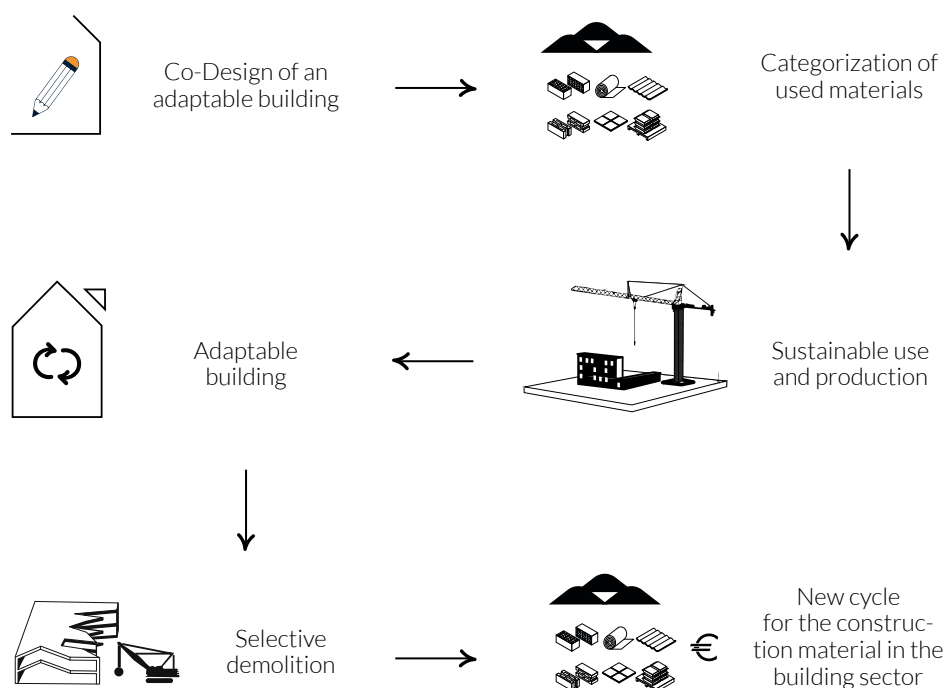 Co-Design of an
adaptable building
Categorization of
used materials
Adaptable
building
Sustainable use
and production
Selective
demolition
€
New cycle
for the construc-
tion material in the
building sector